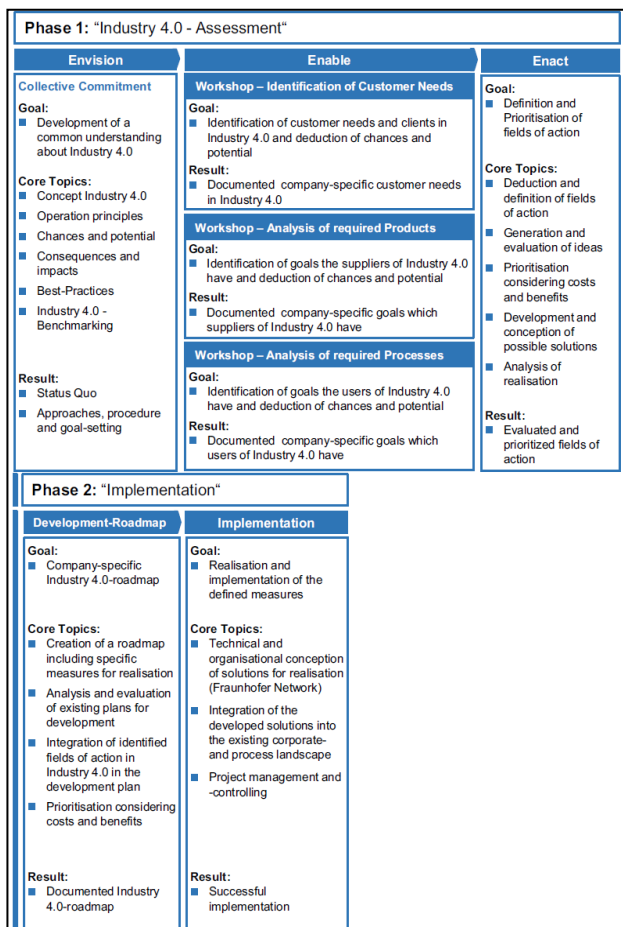 Phase 1: “Industry 4.0 - Assessment“
Envision
Collective Commitment
Goal:
Development of a
common understanding
about Industry 4.0
Core Topics:
Concept Industry 4.0
Operation principles
Chances and potential
Consequences and
impacts
Best-Practices
Industry 4.0 -
Benchmarking
Result:
Status Quo
Approaches, procedure
and goal-setting
Enable
Workshop – Identification of Customer Needs
Goal:
Identification of customer needs and clients in
Industry 4.0 and deduction of chances and
potential
Result:
Documented company-specific customer needs
in Industry 4.0
Workshop – Analysis of required Products
Goal:
Identification of goals the suppliers of Industry 4.0
have and deduction of chances and potential
Result:
Documented company-specific goals which
suppliers of Industry 4.0 have
Workshop – Analysis of required Processes
Goal:
Identification of goals the users of Industry 4.0
have and deduction of chances and potential
Result:
Documented company-specific goals which
users of Industry 4.0 have
Enact
Goal:
Definition and
Prioritisation of
fields of action
Core Topics:
Deduction and
definition of fields
of action
Generation and
evaluation of ideas
Prioritisation
considering costs
and benefits
Development and
conception of
possible solutions
Analysis of
realisation
Result:
Evaluated and
prioritized fields of
action
Phase 2: “Implementation“
Development-Roadmap
Goal:
Company-specific
Industry 4.0-roadmap
Core Topics:
Creation of a roadmap
including specific
measures for realisation
Analysis and evaluation
of existing plans for
development
Integration of identified
fields of action in
Industry 4.0 in the
development plan
Prioritisation considering
costs and benefits
Result:
Documented Industry
4.0-roadmap
Implementation
Goal:
Realisation and
implementation of the
defined measures
Core Topics:
Technical and
organisational conception
of solutions for realisation
(Fraunhofer Network)
Integration of the
developed solutions into
the existing corporate-
and process landscape
Project management and
-controlling
Result:
Successful
implementation